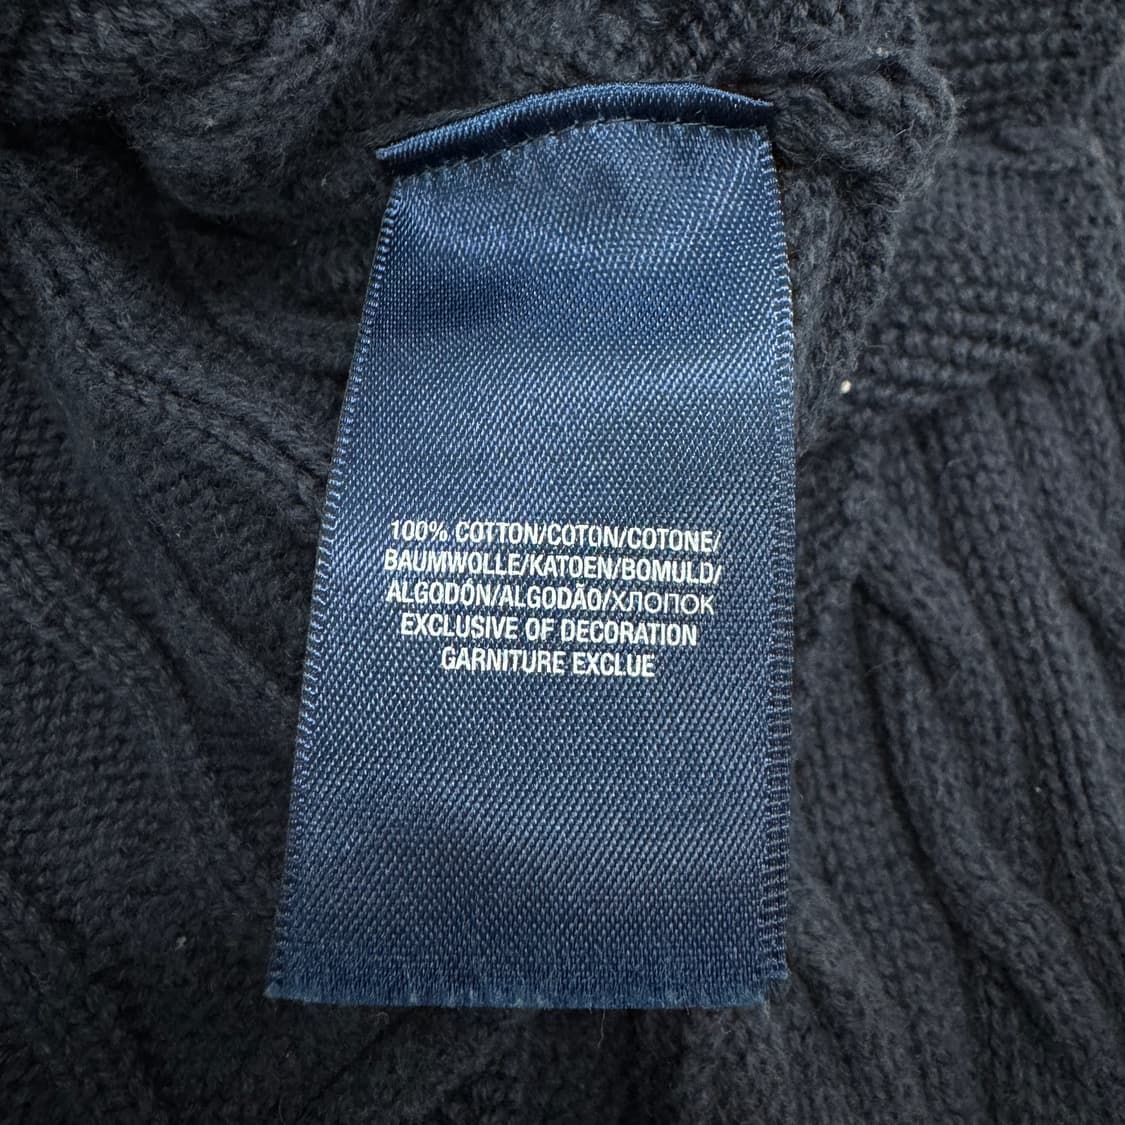 100% COTTON/COTON/COTONE/
BAUMWOLLE/KATOEN/BOMULD/
ALGODÓN/ALGODÃO/ХЛОПОК
EXCLUSIVE OF DECORATION
GARNITURE EXCLUE